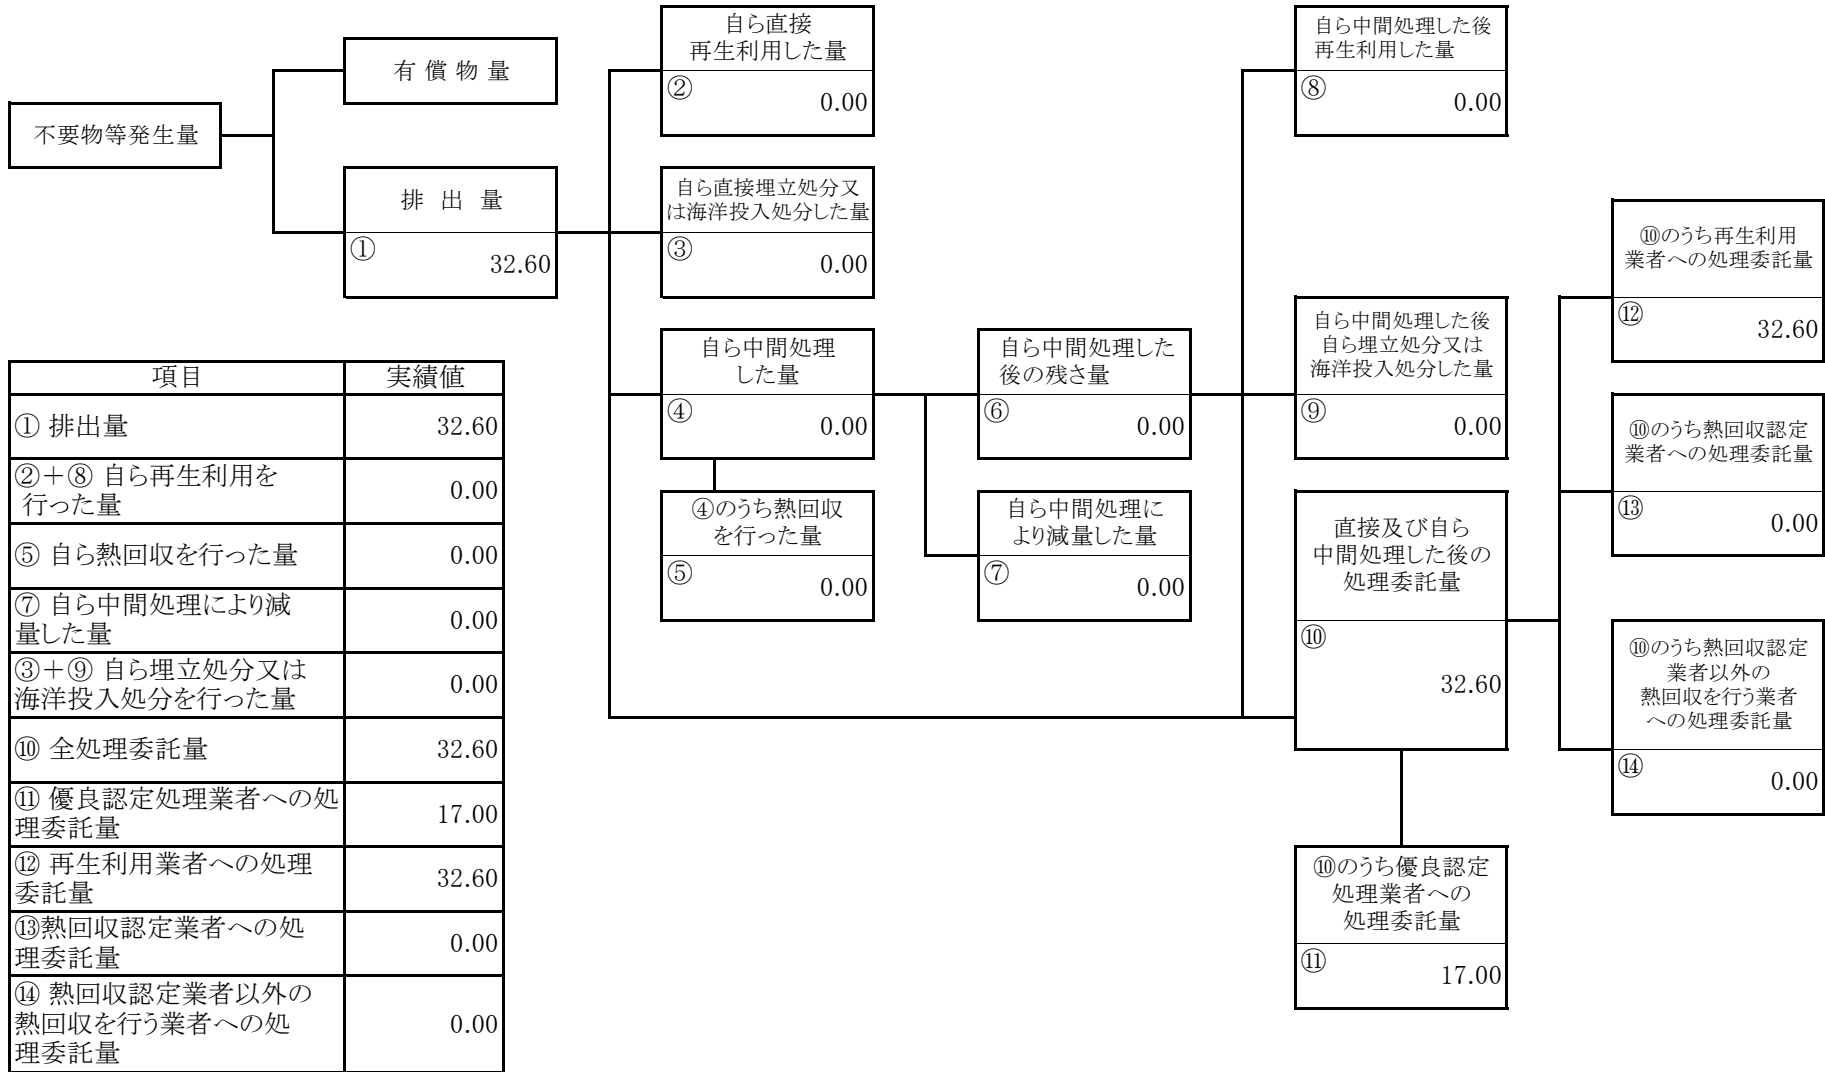 不要物等発生量
有 償 物 量
排 出 量
①
32.60
自ら直接
再生利用した量
②
0.00
自ら直接埋立処分又
は海洋投入処分した量
③
0.00
自ら中間処理
した量
④
0.00
④のうち熱回収
を行った量
⑤
0.00
自ら中間処理した
後の残さ量
⑥
0.00
自ら中間処理に
より減量した量
⑦
0.00
自ら中間処理した後
再生利用した量
⑧
0.00
自ら中間処理した後
自ら埋立処分又は
海洋投入処分した量
⑨
0.00
直接及び自ら
中間処理した後の
処理委託量
⑩
32.60
⑩のうち優良認定
処理業者への
処理委託量
⑪
17.00
⑩のうち再生利用
業者への処理委託量
⑫
32.60
⑩のうち熱回収認定
業者への処理委託量
⑬
0.00
⑩のうち熱回収認定
業者以外の
熱回収を行う業者
への処理委託量
⑭
0.00
項目 実績値
① 排出量 32.60
②＋⑧ 自ら再生利用を
行った量 0.00
⑤ 自ら熱回収を行った量 0.00
⑦ 自ら中間処理により減
量した量 0.00
③＋⑨ 自ら埋立処分又は
海洋投入処分を行った量 0.00
⑩ 全処理委託量 32.60
⑪ 優良認定処理業者への処
理委託量 17.00
⑫ 再生利用業者への処理
委託量 32.60
⑬熱回収認定業者への処
理委託量 0.00
⑭ 熱回収認定業者以外の
熱回収を行う業者への処
理委託量 0.00